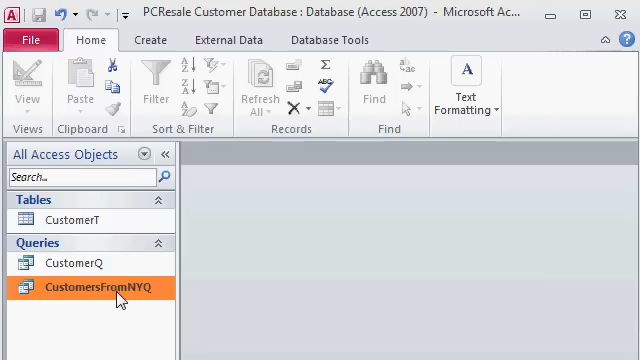 PCResale Customer Database : Database (Access 2007) - Microsoft Ac...
File Home Create External Data Database Tools
View Paste Filter Refresh All Find Text Formatting
Views Clipboard Sort & Filter Records Find
All Access Objects
Search...
Tables
CustomerT
Queries
CustomerQ
CustomersFromNYQ